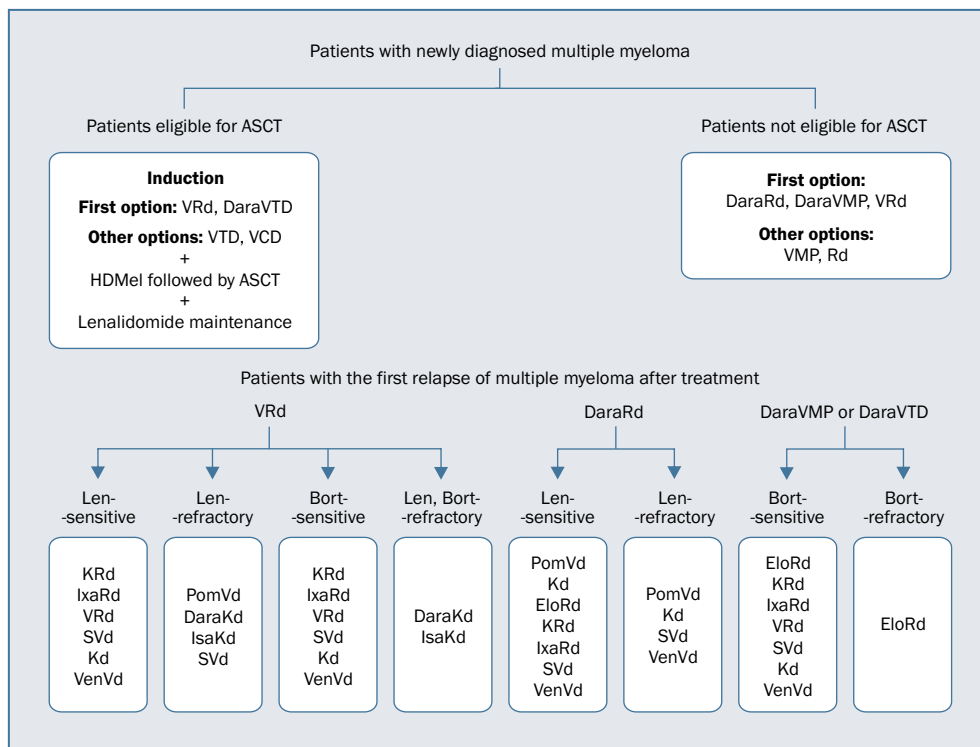 Patients with newly diagnosed multiple myeloma
Patients eligible for ASCT
Induction
First option: VRd, DaraVTD
Other options: VTD, VCD
+
HDMel followed by ASCT
+
Lenalidomide maintenance
Patients not eligible for ASCT
First option:
DaraRd, DaraVMP, VRd
Other options:
VMP, Rd
Patients with the first relapse of multiple myeloma after treatment
VRd
Len-
-sensitive
KRd
IxaRd
VRd
SVd
Kd
VenVd
Len-
-refractory
PomVd
DaraKd
IsaKd
SVd
Bort-
-sensitive
KRd
IxaRd
VRd
SVd
Kd
VenVd
Len, Bort-
-refractory
DaraKd
IsaKd
DaraRd
Len-
-sensitive
PomVd
Kd
EloRd
KRd
IxaRd
SVd
VenVd
Len-
-refractory
PomVd
Kd
SVd
VenVd
DaraVMP or DaraVTD
Bort-
-sensitive
EloRd
KRd
IxaRd
VRd
SVd
Kd
VenVd
Bort-
-refractory
EloRd